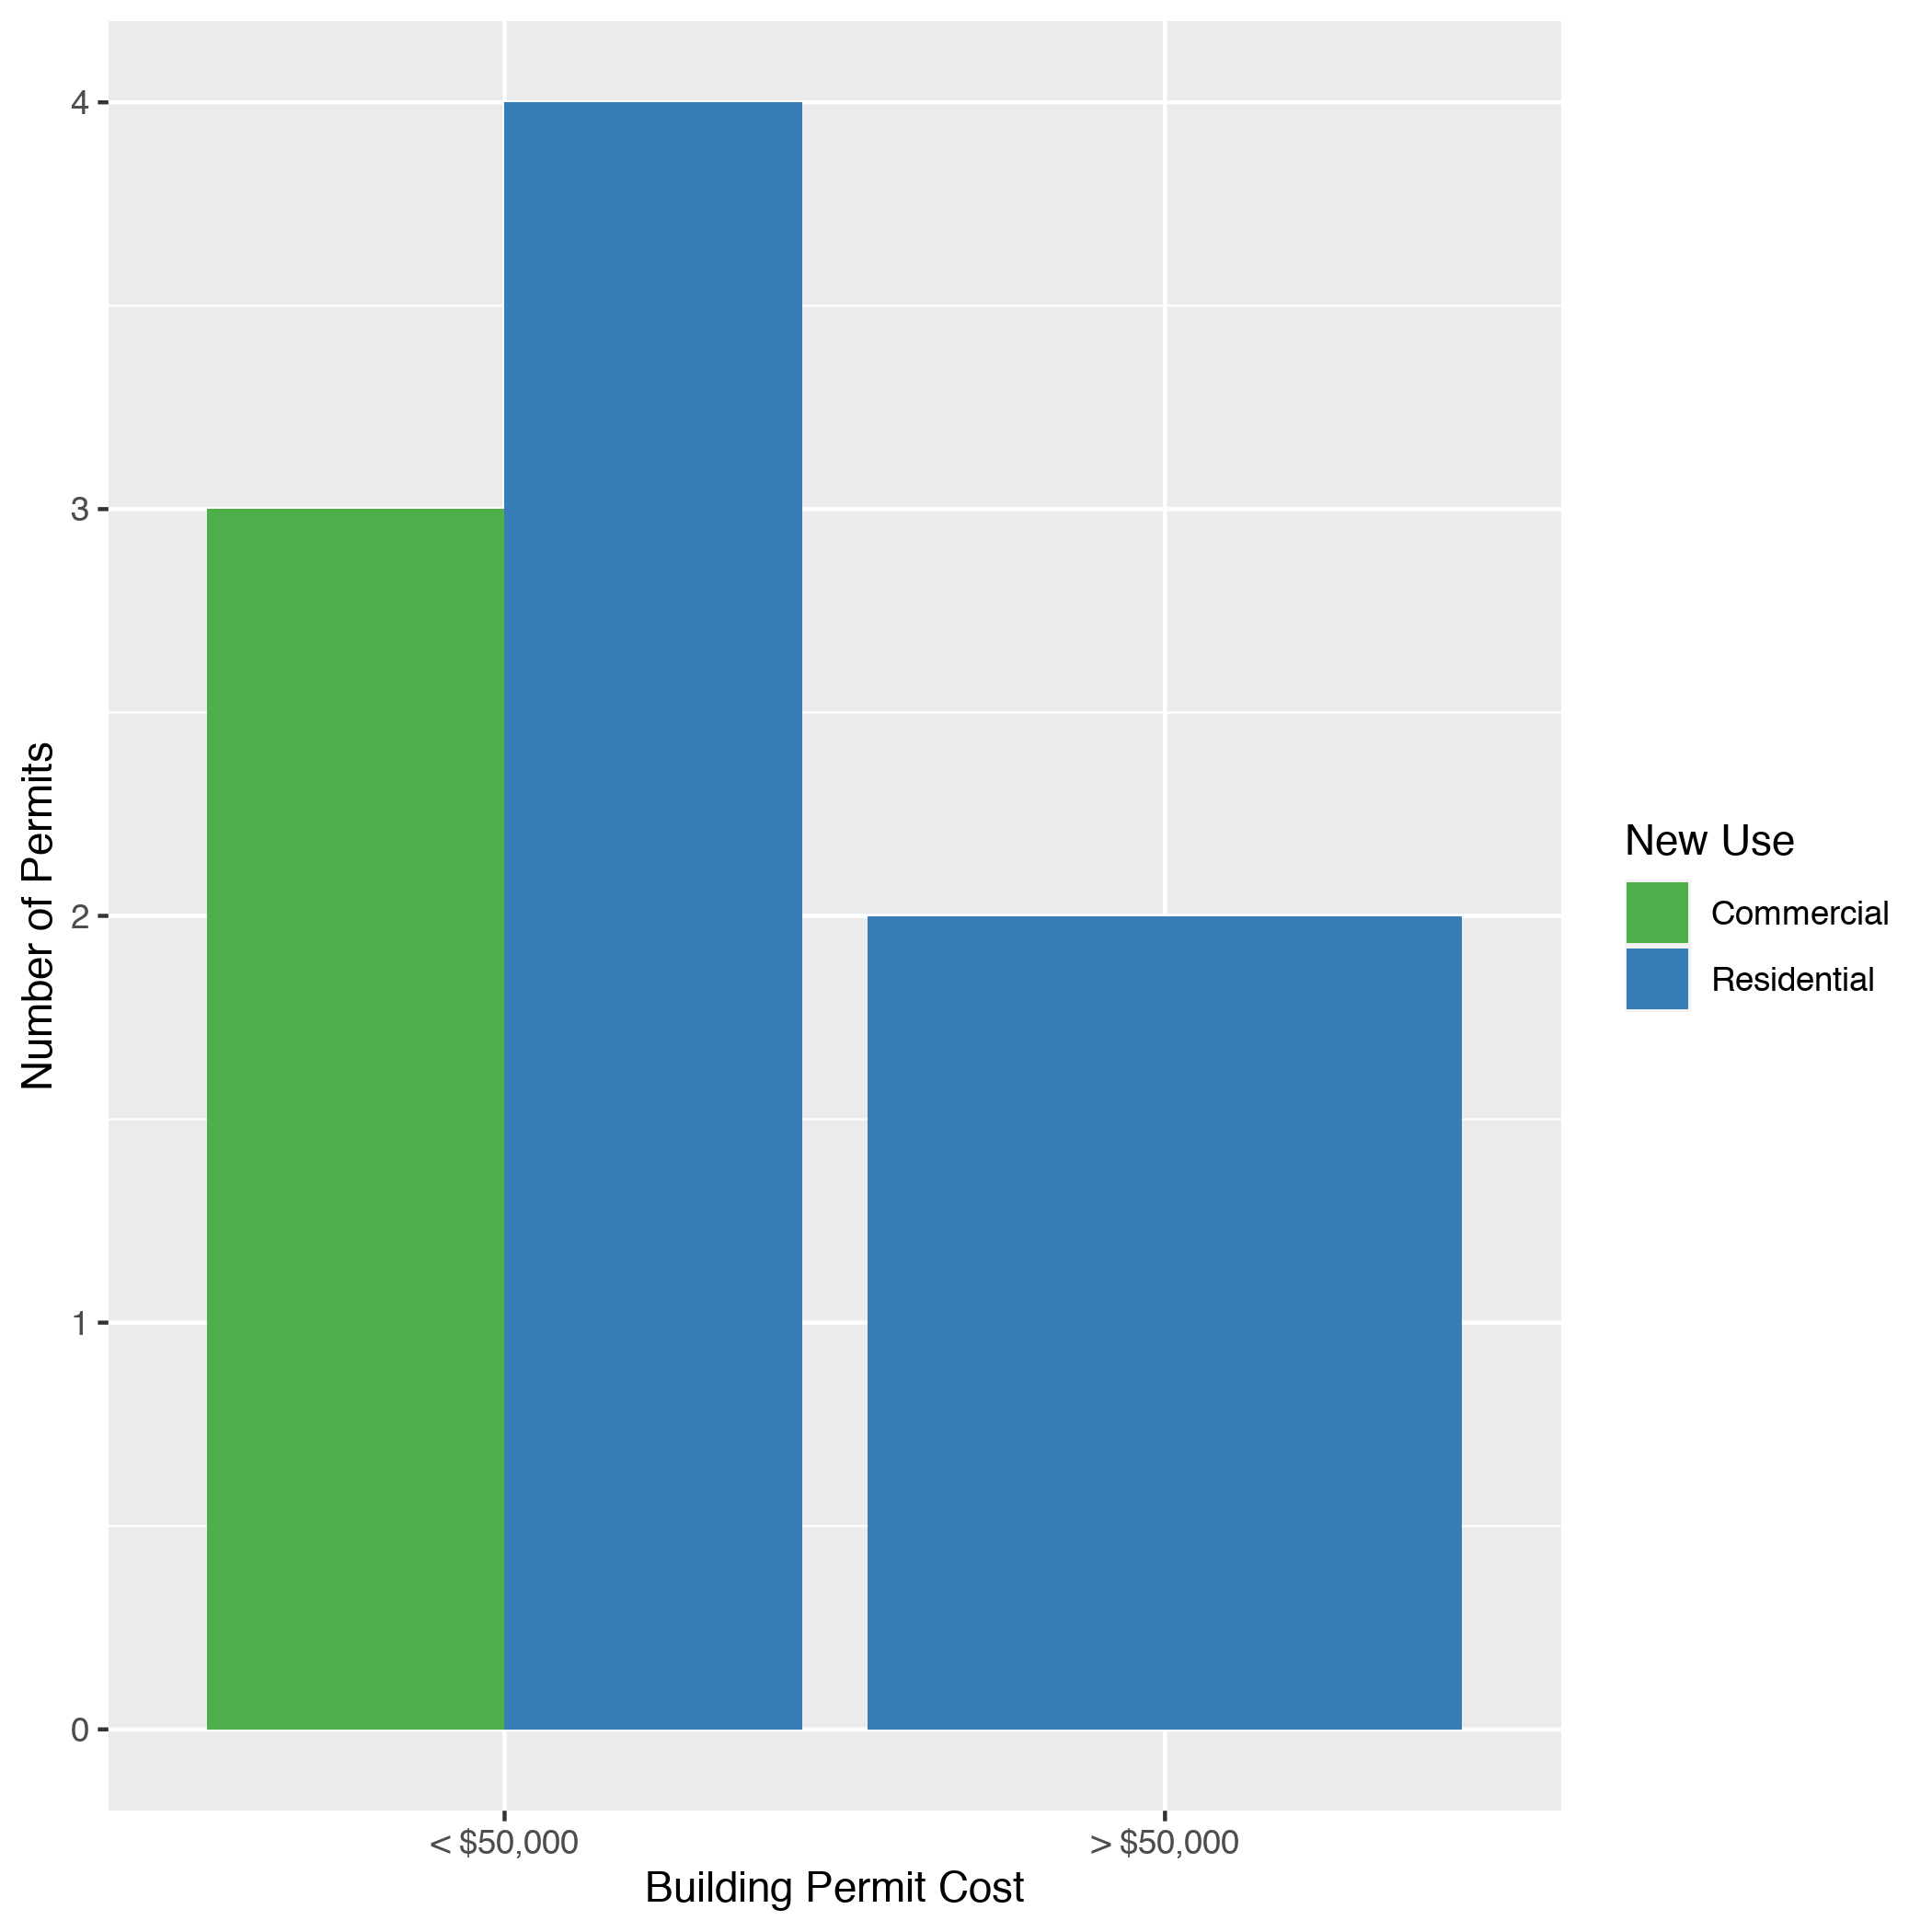 Number of Permits
4
3
2
1
0
< $50,000
> $50,000
Building Permit Cost
New Use
Commercial
Residential